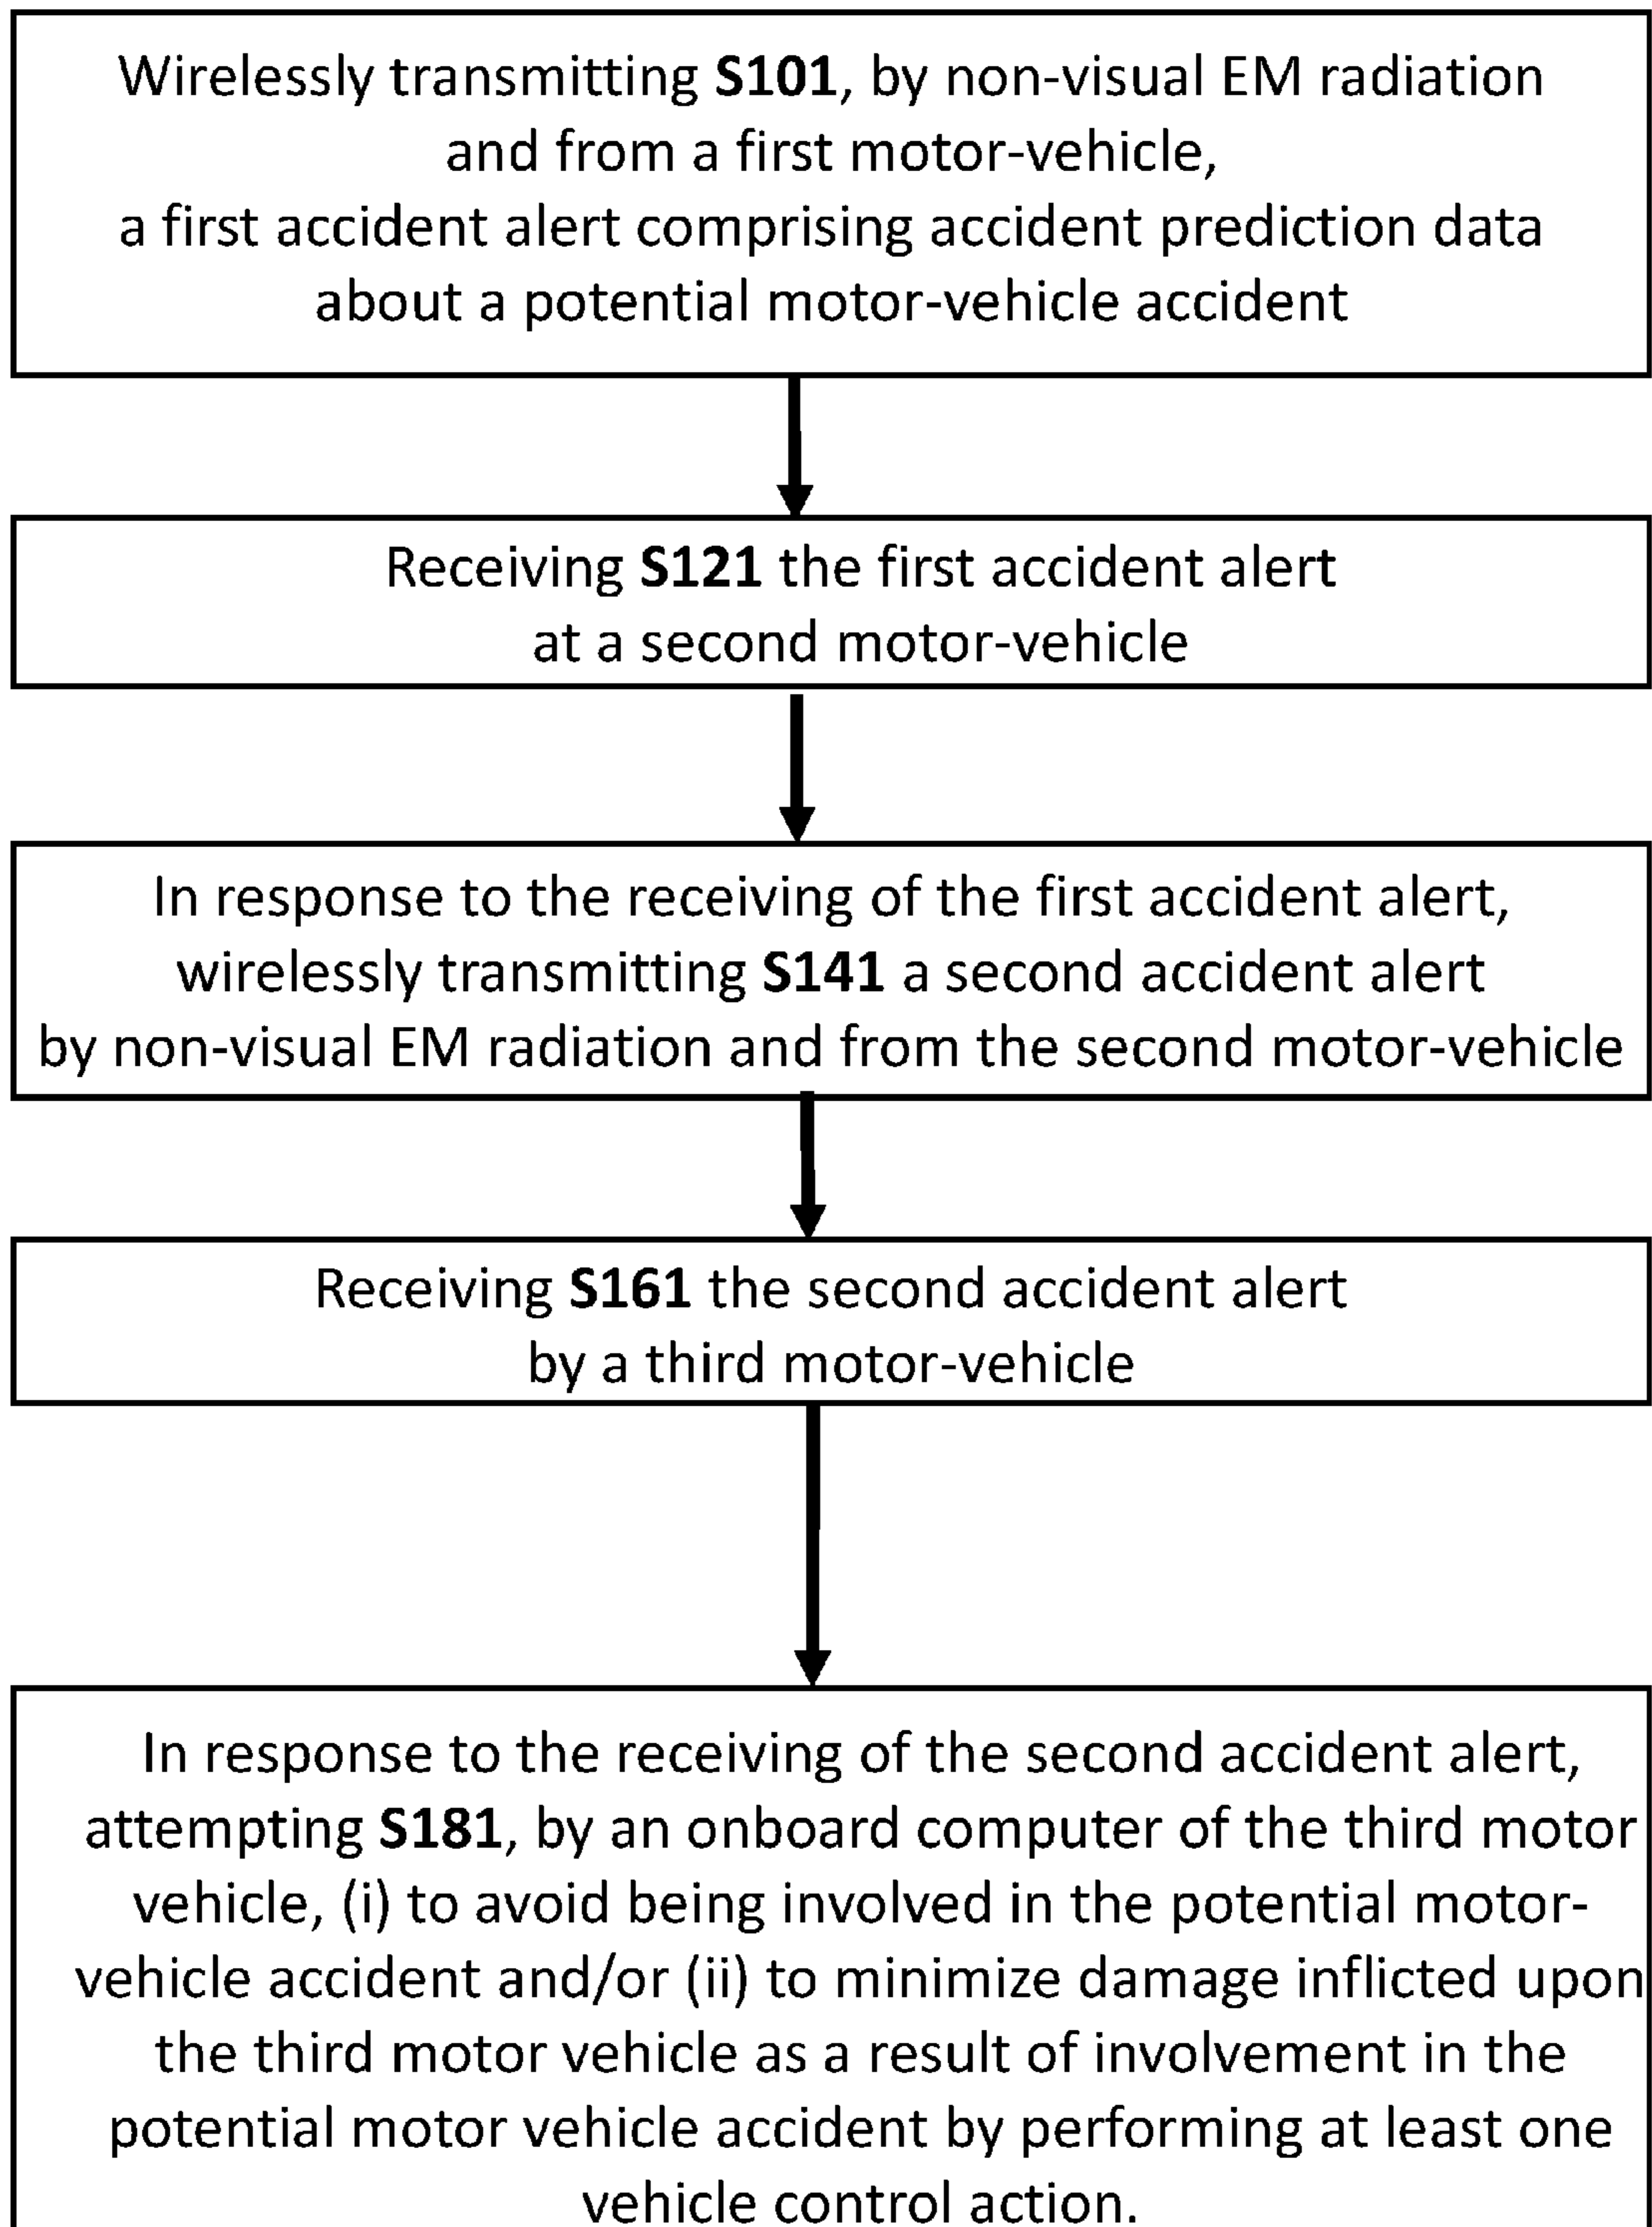 Wirelessly transmitting S101, by non-visual EM radiation
and from a first motor-vehicle,
a first accident alert comprising accident prediction data
about a potential motor-vehicle accident
Receiving S121 the first accident alert
at a second motor-vehicle
In response to the receiving of the first accident alert,
wirelessly transmitting S141 a second accident alert
by non-visual EM radiation and from the second motor-vehicle
Receiving S161 the second accident alert
by a third motor-vehicle
In response to the receiving of the second accident alert,
attempting S181, by an onboard computer of the third motor
vehicle, (i) to avoid being involved in the potential motor-
vehicle accident and/or (ii) to minimize damage inflicted upon
the third motor vehicle as a result of involvement in the
potential motor vehicle accident by performing at least one
vehicle control action.